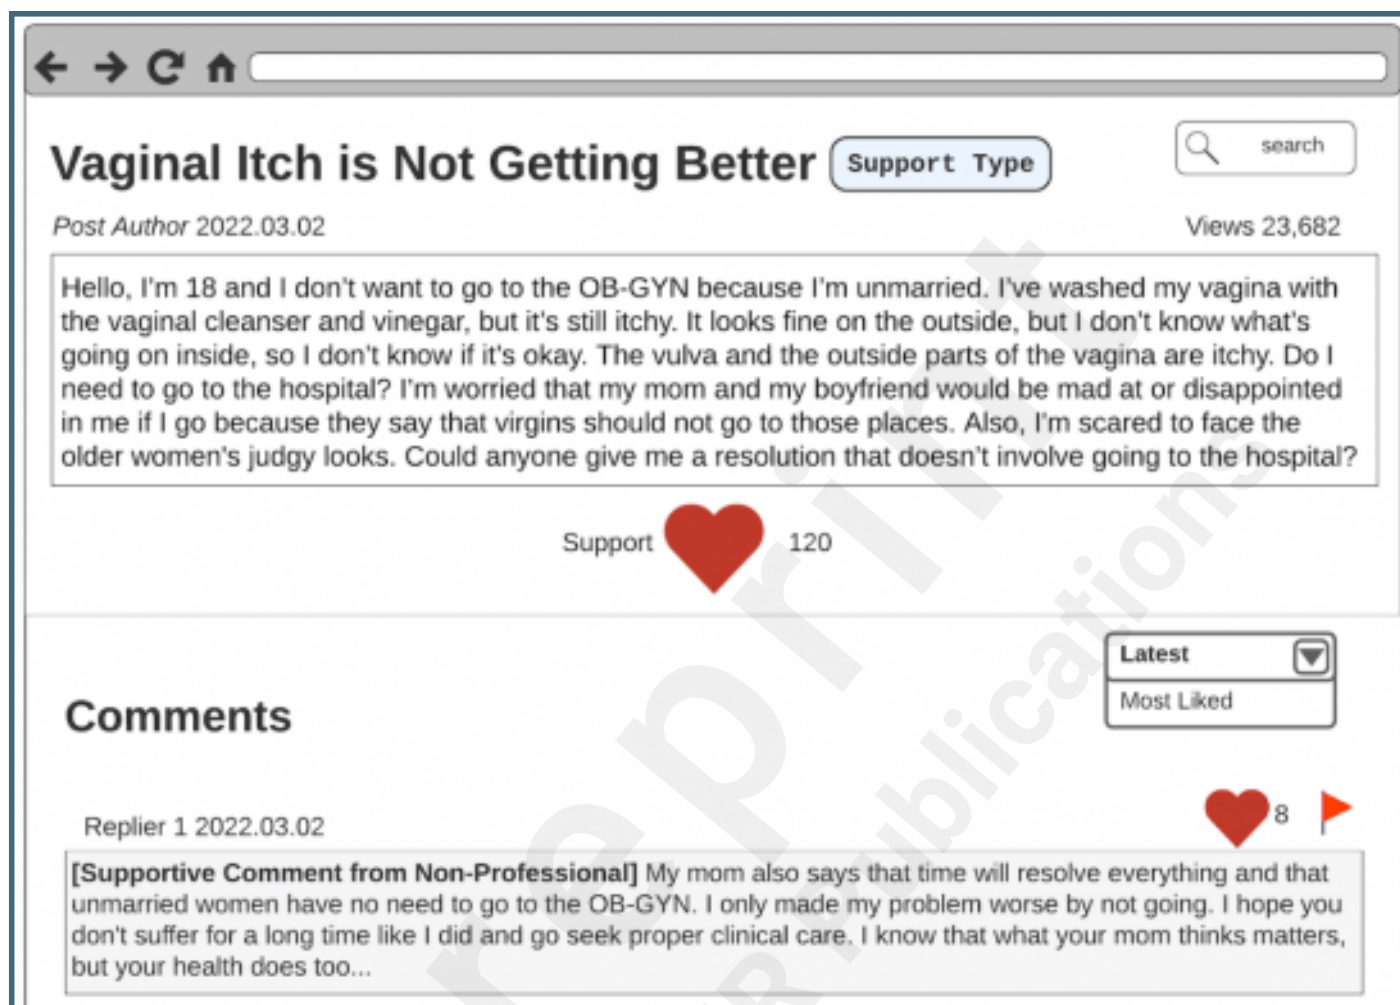 Vaginal Itch is Not Getting Better
Support Type
search
Post Author 2022.03.02
Views 23,682
Hello, I'm 18 and I don't want to go to the OB-GYN because I'm unmarried. I've washed my vagina with
the vaginal cleanser and vinegar, but it's still itchy. It looks fine on the outside, but I don't know what's
going on inside, so I don't know if it's okay. The vulva and the outside parts of the vagina are itchy. Do I
need to go to the hospital? I'm worried that my mom and my boyfriend would be mad at or disappointed
in me if I go because they say that virgins should not go to those places. Also, I'm scared to face the
older women's judgy looks. Could anyone give me a resolution that doesn't involve going to the hospital?
Support
120
Latest
Most Liked
Comments
8
Replier 1 2022.03.02
[Supportive Comment from Non-Professional] My mom also says that time will resolve everything and that
unmarried women have no need to go to the OB-GYN. I only made my problem worse by not going. I hope you
don't suffer for a long time like I did and go seek proper clinical care. I know that what your mom thinks matters,
but your health does too...
reprint
R Publications